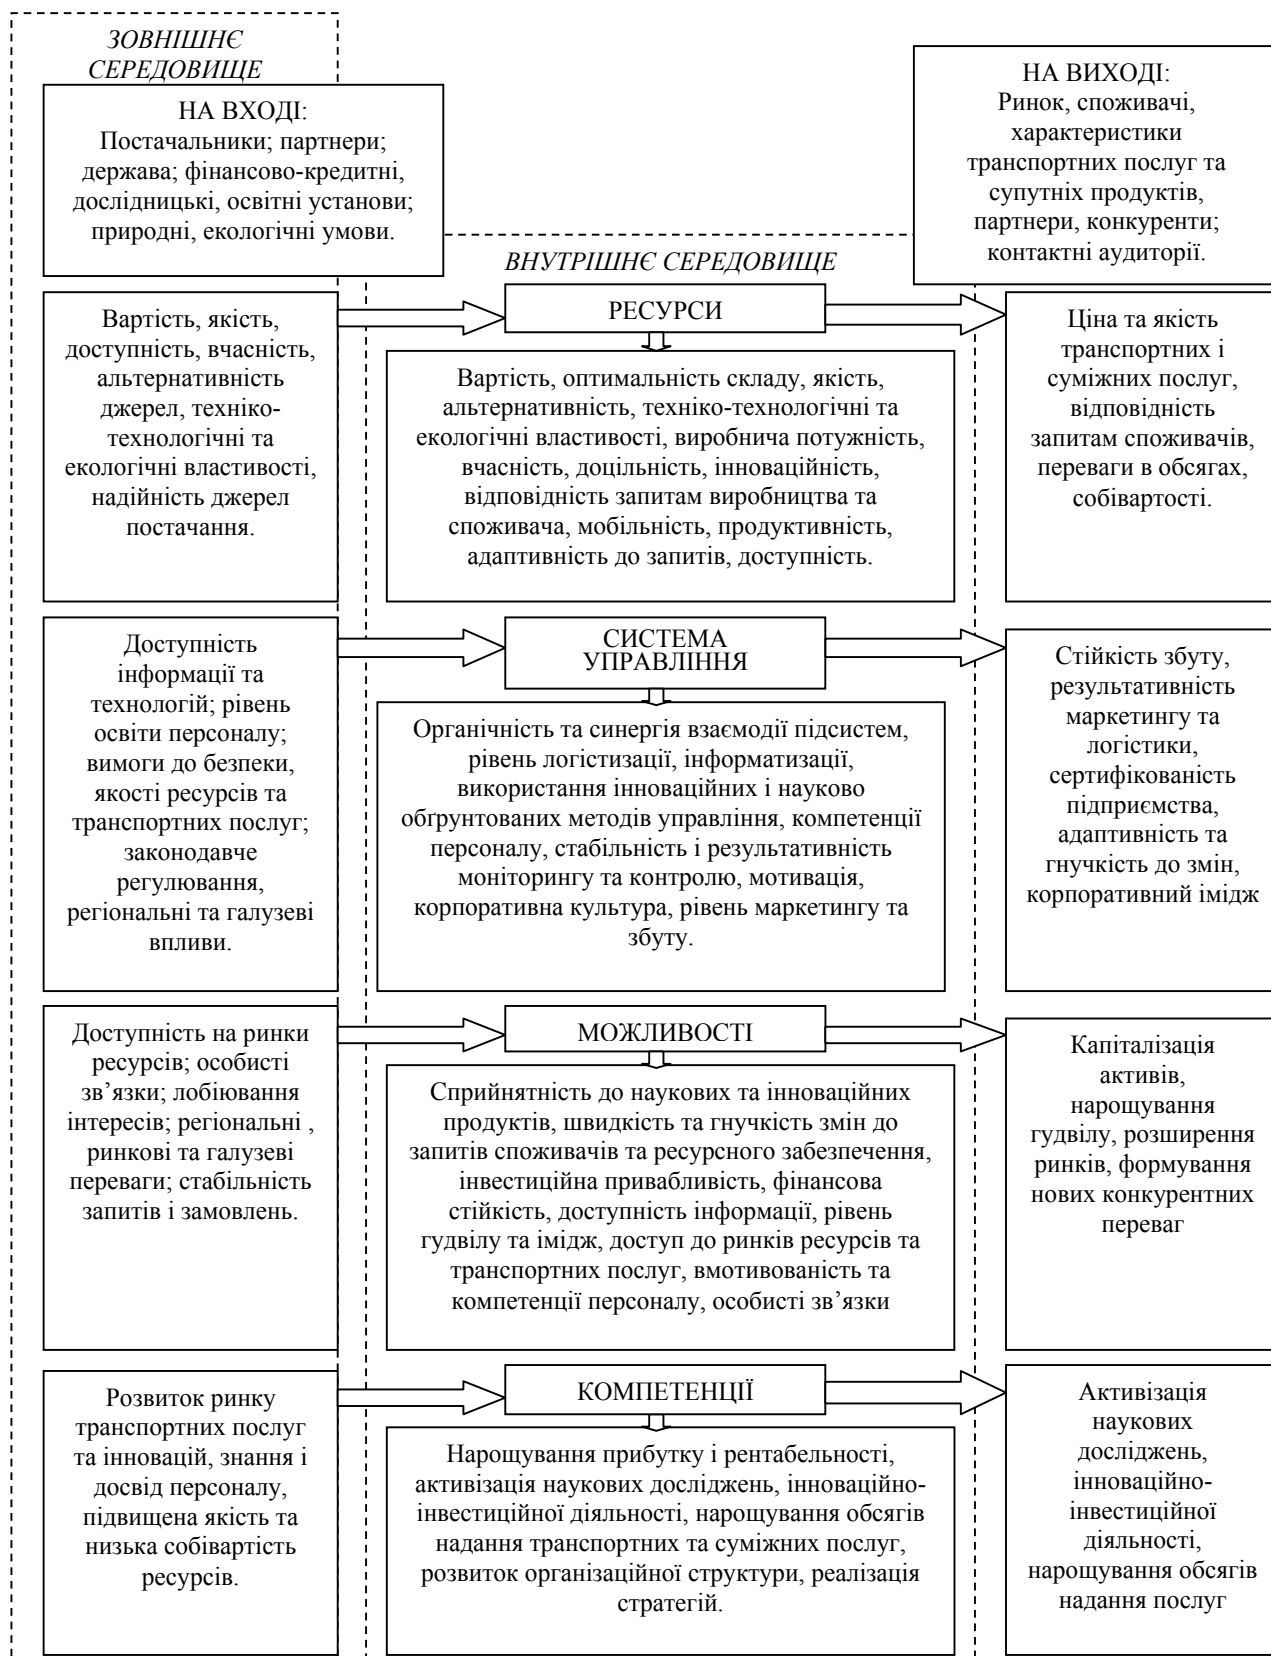 ЗОВНІШНЄ
СЕРЕДОВИЩЕ
НА ВХОДІ:
Постачальники; партнери;
держава; фінансово-кредитні,
дослідницькі, освітні установи;
природні, екологічні умови.
НА ВИХОДІ:
Ринок, споживачі,
характеристики
транспортних послуг та
супутніх продуктів,
партнери, конкуренти;
контактні аудиторії.
ВНУТРІШНЄ СЕРЕДОВИЩЕ
Вартість, якість,
доступність, вчасність,
альтернативність
джерел, техніко-
технологічні та
екологічні властивості,
надійність джерел
постачання.
РЕСУРСИ
Вартість, оптимальність складу, якість,
альтернативність, техніко-технологічні та
екологічні властивості, виробнича потужність,
вчасність, доцільність, інноваційність,
відповідність запитам виробництва та
споживача, мобільність, продуктивність,
адаптивність до запитів, доступність.
Ціна та якість
транспортних і
суміжних послуг,
відповідність
запитам споживачів,
переваги в обсягах,
собівартості.
Доступність
інформації та
технологій; рівень
освіти персоналу;
вимоги до безпеки,
якості ресурсів та
транспортних послуг;
законодавче
регулювання,
регіональні та галузеві
впливи.
СИСТЕМА
УПРАВЛІННЯ
Органічність та синергія взаємодії підсистем,
рівень логістизації, інформатизації,
використання інноваційних і науково
обґрунтованих методів управління, компетенції
персоналу, стабільність і результативність
моніторингу та контролю, мотивація,
корпоративна культура, рівень маркетингу та
збуту.
Стійкість збуту,
результативність
маркетингу та
логістики,
сертифікованість
підприємства,
адаптивність та
гнучкість до змін,
корпоративний імідж
Доступність на ринки
ресурсів; особисті
зв’язки; лобіювання
інтересів; регіональні ,
ринкові та галузеві
переваги; стабільність
запитів і замовлень.
МОЖЛИВОСТІ
Сприйнятність до наукових та інноваційних
продуктів, швидкість та гнучкість змін до
запитів споживачів та ресурсного забезпечення,
інвестиційна привабливість, фінансова
стійкість, доступність інформації, рівень
гудвілу та імідж, доступ до ринків ресурсів та
транспортних послуг, вмотивованість та
компетенції персоналу, особисті зв’язки
Капіталізація
активів,
нарощування
гудвілу, розширення
ринків, формування
нових конкурентних
переваг
Розвиток ринку
транспортних послуг
та інновацій, знання і
досвід персоналу,
підвищена якість та
низька собівартість
ресурсів.
КОМПЕТЕНЦІЇ
Нарощування прибутку і рентабельності,
активізація наукових досліджень, інноваційно-
інвестиційної діяльності, нарощування обсягів
надання транспортних та суміжних послуг,
розвиток організаційної структури, реалізація
стратегій.
Активізація
наукових
досліджень,
інноваційно-
інвестиційної
діяльності,
нарощування обсягів
надання послуг